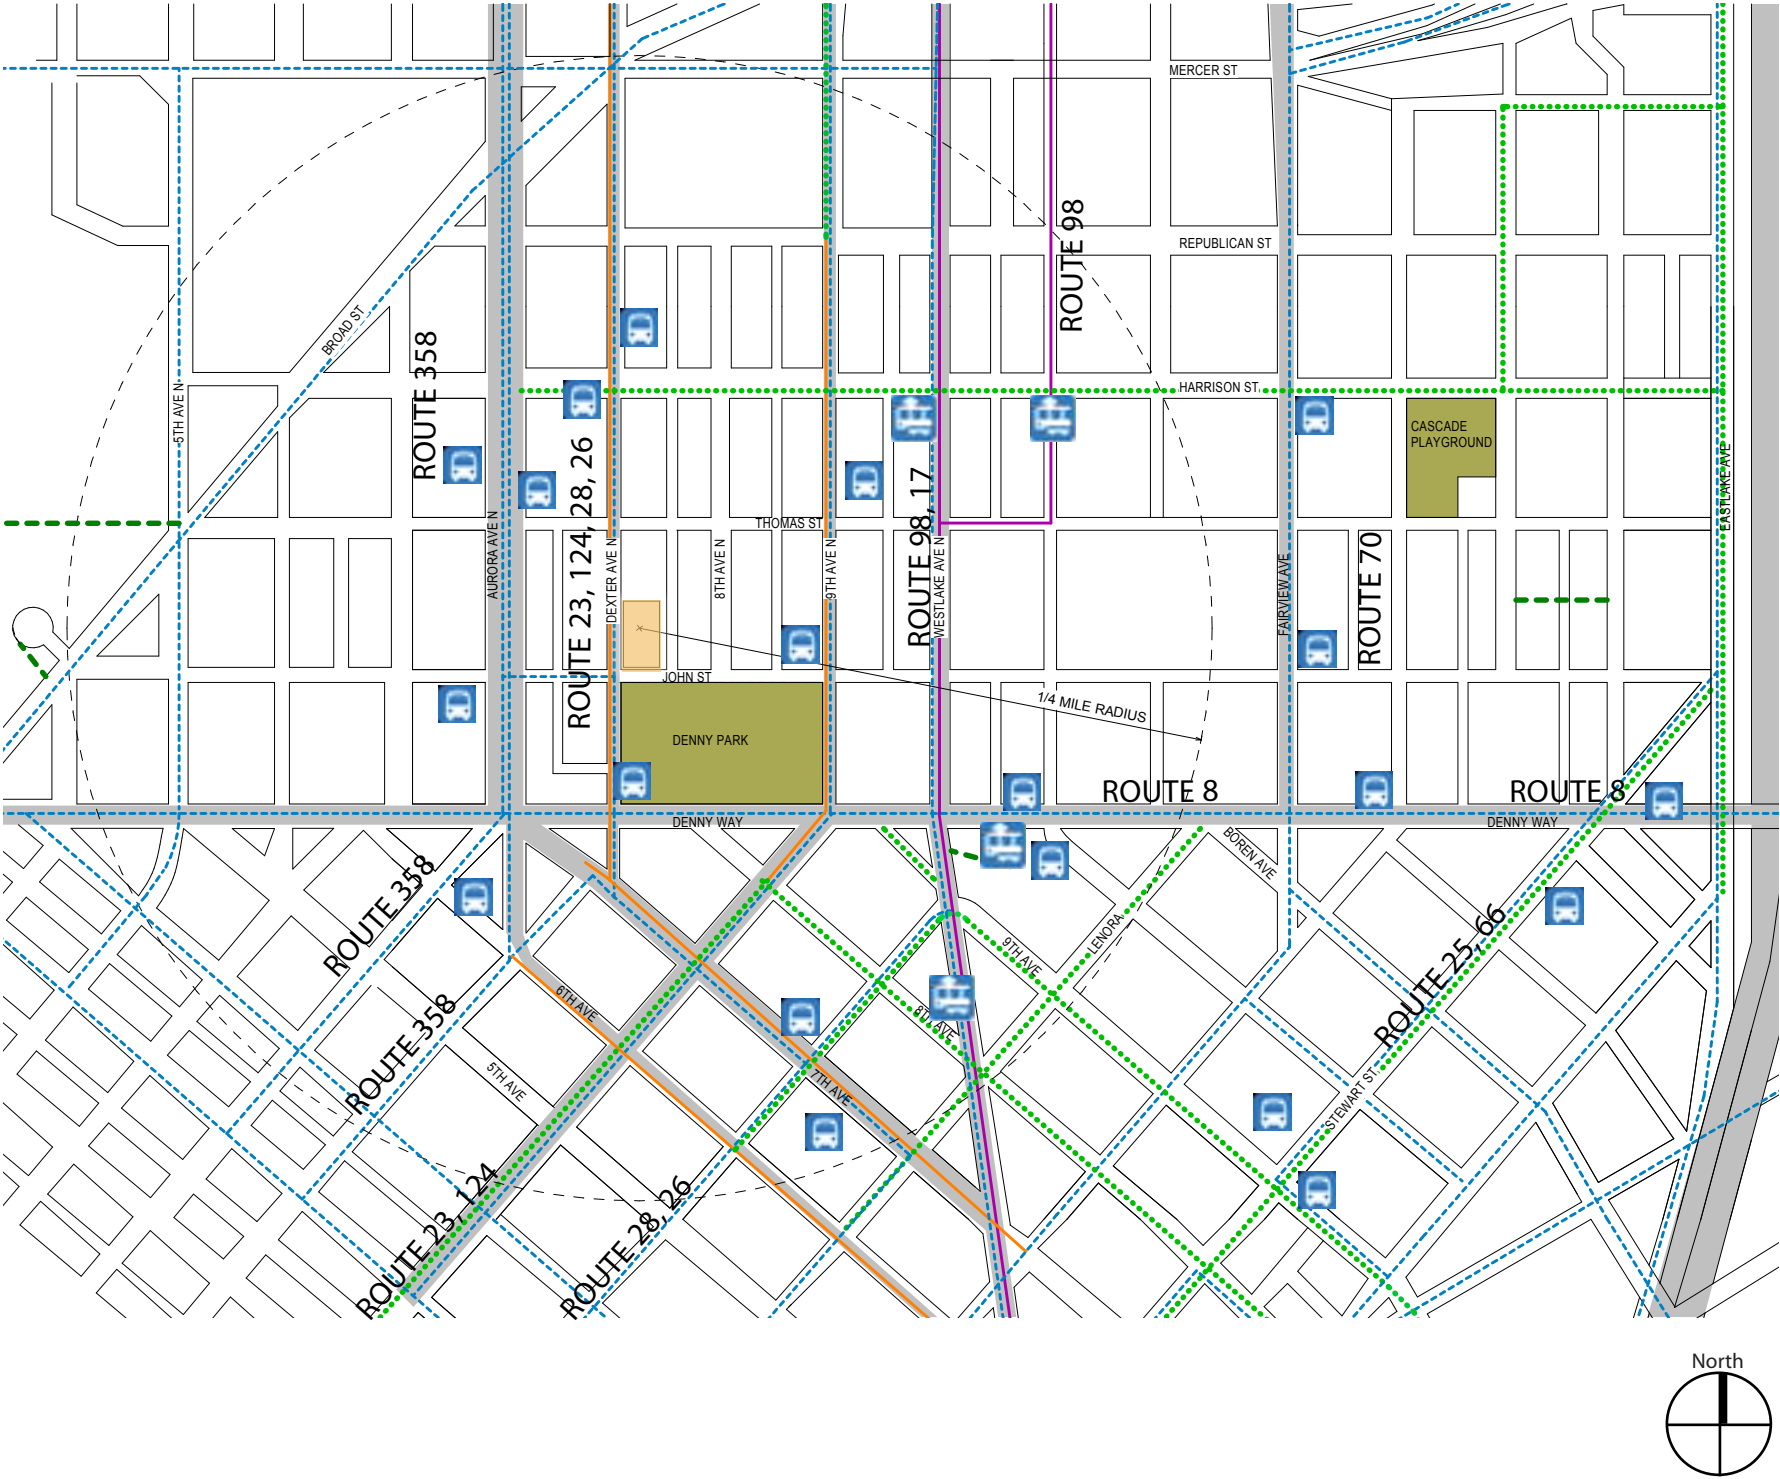 MERCER ST
ROUTE 98
REPUBLICAN ST
BROAD ST
ROUTE 358
HARRISON ST
5TH AVE N
CASCADE
PLAYGROUND
ROUTE 23, 124, 28, 26
ROUTE 98, 17
EASTLAKE AVE
AURORA AVE N
THOMAS ST
DEXTER AVE N
8TH AVE N
9TH AVE N
WESTLAKE AVE N
FAIRVIEW AVE
ROUTE 70
JOHN ST
1/4 MILE RADIUS
DENNY PARK
ROUTE 8
ROUTE 8
DENNY WAY
DENNY WAY
BOREN AVE
ROUTE 358
LENORA
9TH AVE
ROUTE 25, 66
6TH AVE
8TH AVE
ROUTE 358
5TH AVE
7TH AVE
STEWART ST
ROUTE 23, 124
ROUTE 28, 26
North